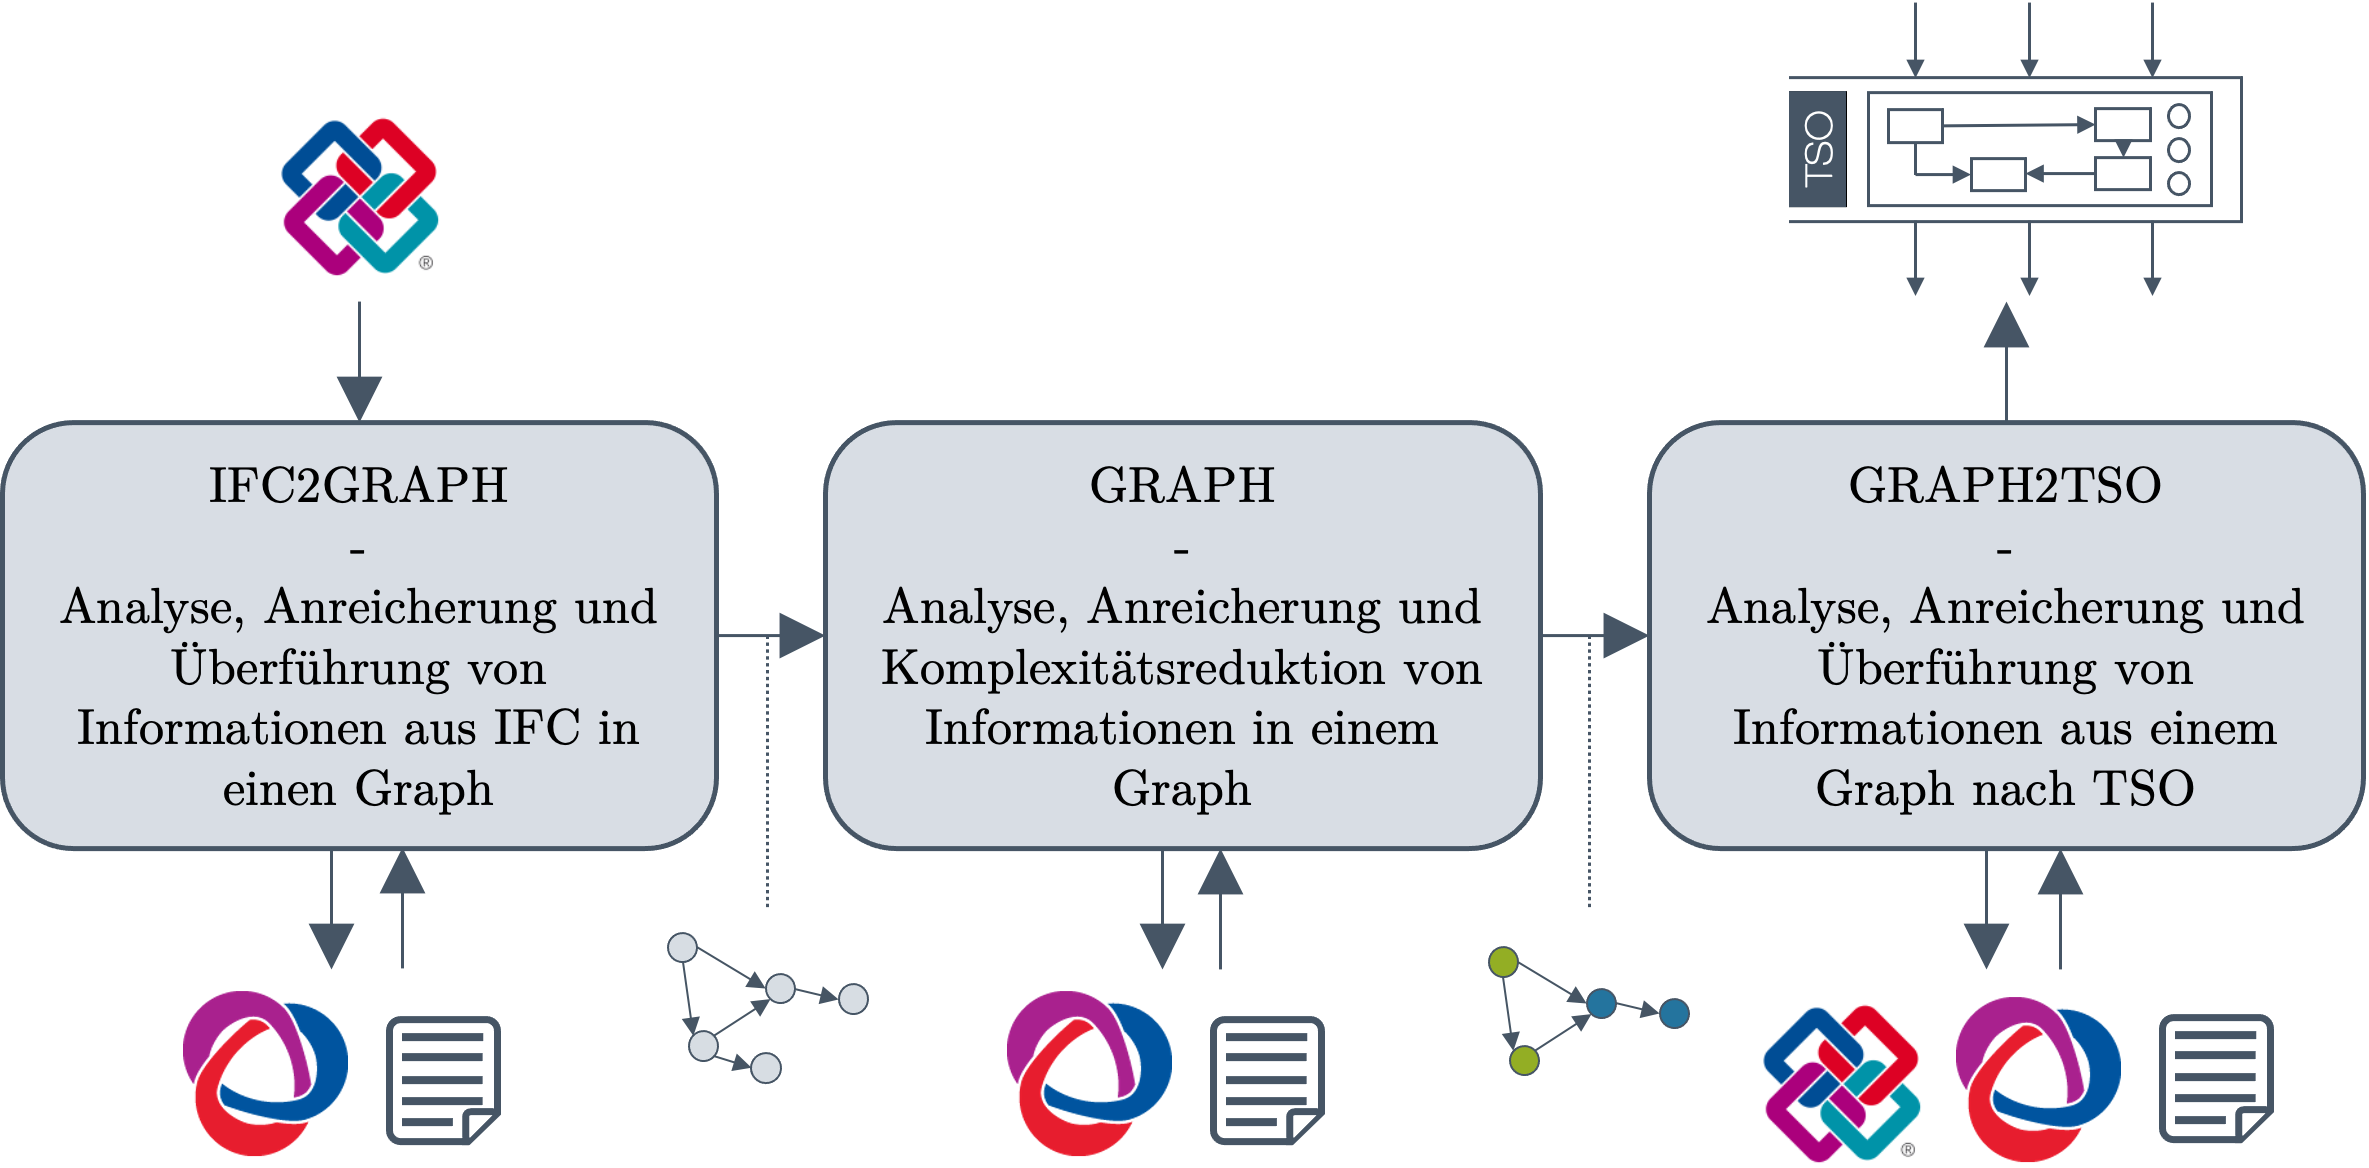 ®
TSO
IFC2GRAPH
-
Analyse, Anreicherung und
Überführung von
Informationen aus IFC in
einen Graph
GRAPH
-
Analyse, Anreicherung und
Komplexitätsreduktion von
Informationen in einem
Graph
GRAPH2TSO
-
Analyse, Anreicherung und
Überführung von
Informationen aus einem
Graph nach TSO
®